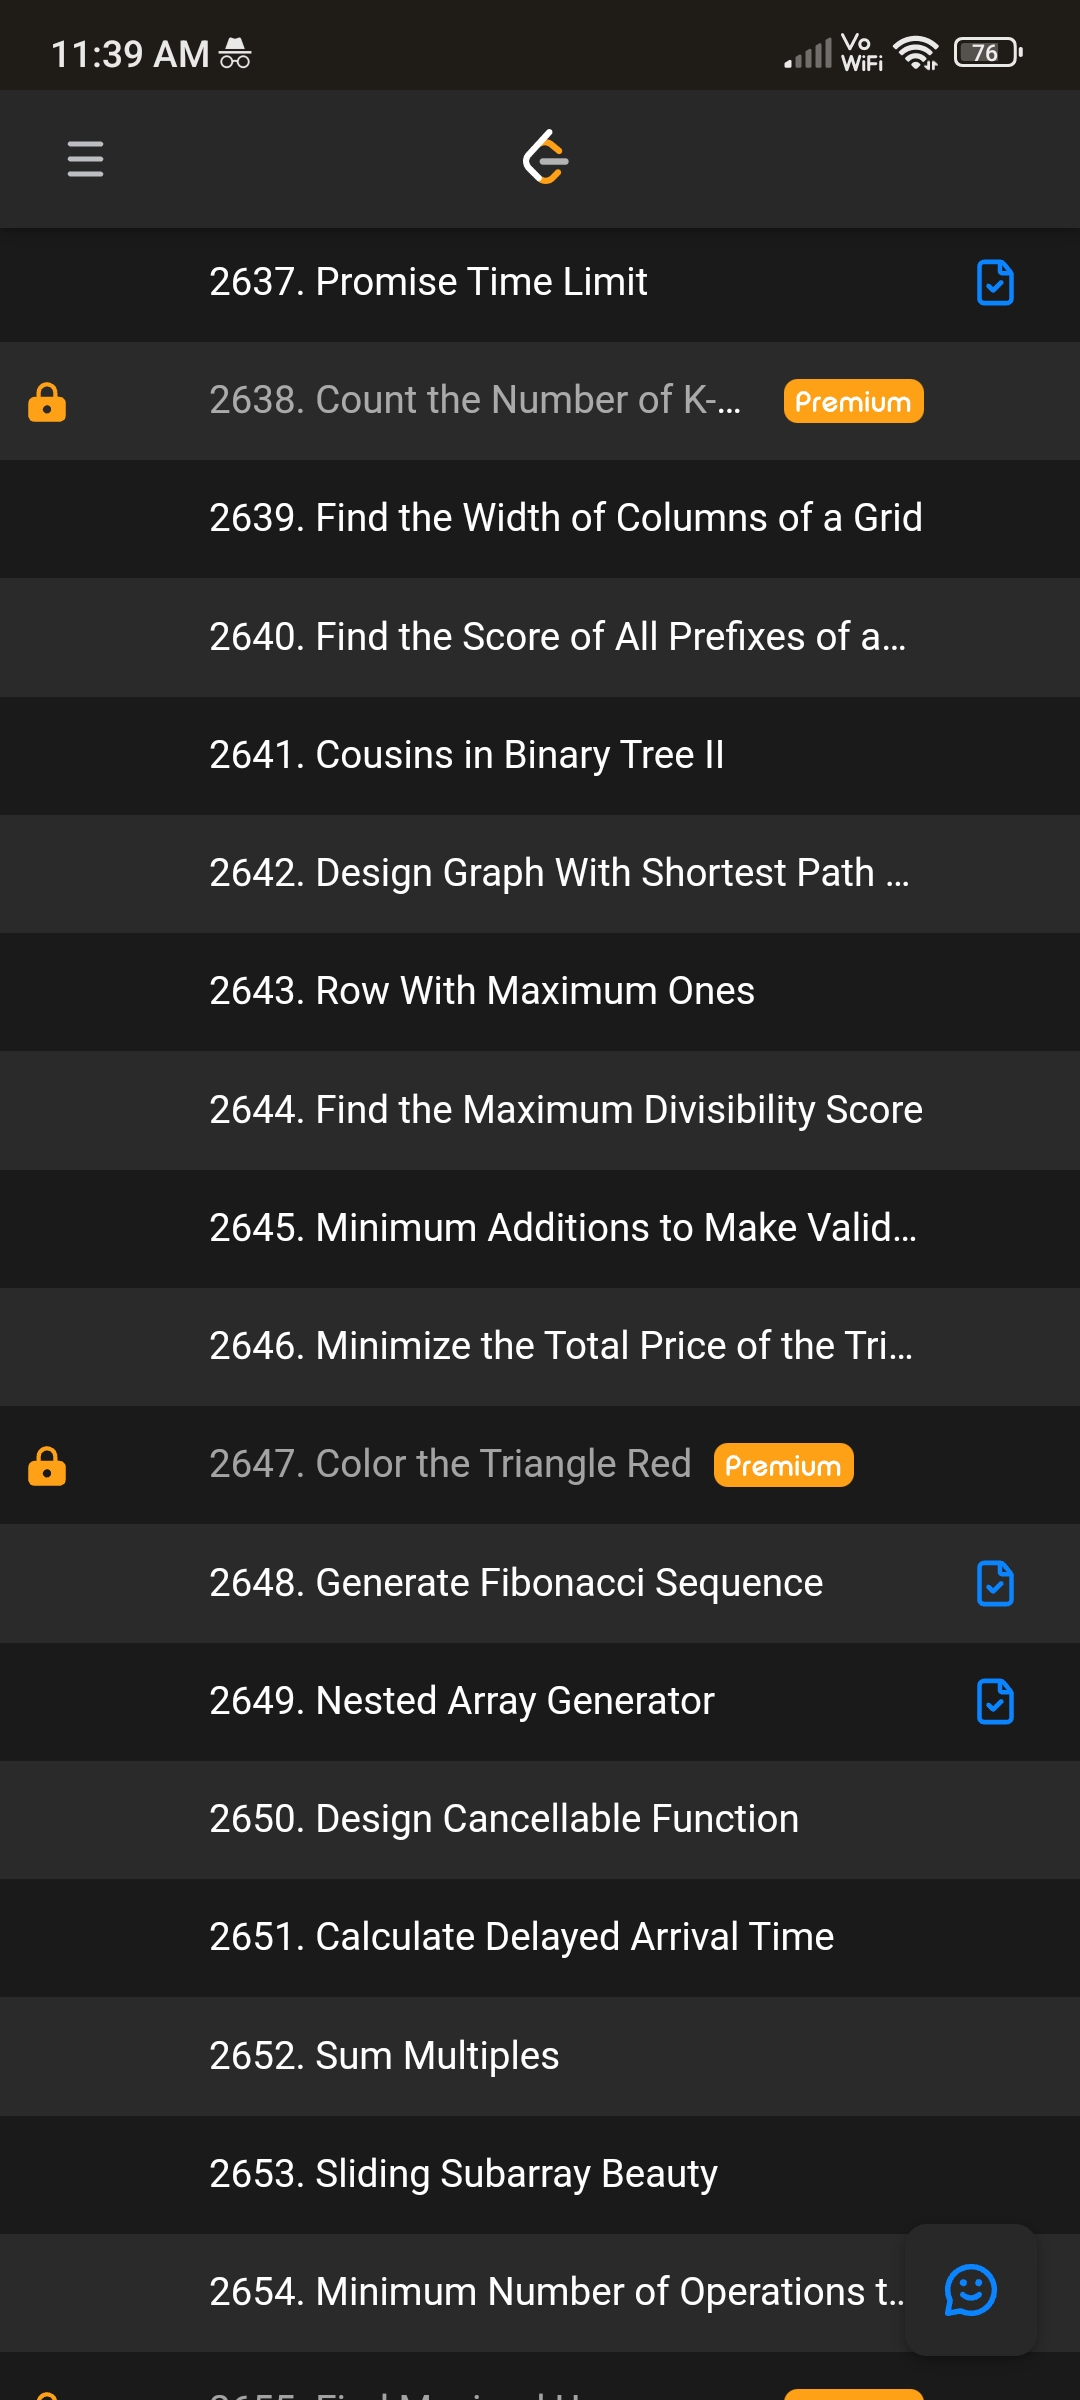 11:39 AM
Vo
WiFi
76
2637. Promise Time Limit
2638. Count the Number of K-...
Premium
2639. Find the Width of Columns of a Grid
2640. Find the Score of All Prefixes of a...
2641. Cousins in Binary Tree II
2642. Design Graph With Shortest Path ...
2643. Row With Maximum Ones
2644. Find the Maximum Divisibility Score
2645. Minimum Additions to Make Valid...
2646. Minimize the Total Price of the Tri...
2647. Color the Triangle Red
Premium
2648. Generate Fibonacci Sequence
2649. Nested Array Generator
2650. Design Cancellable Function
2651. Calculate Delayed Arrival Time
2652. Sum Multiples
2653. Sliding Subarray Beauty
2654. Minimum Number of Operations t..
2655. Find